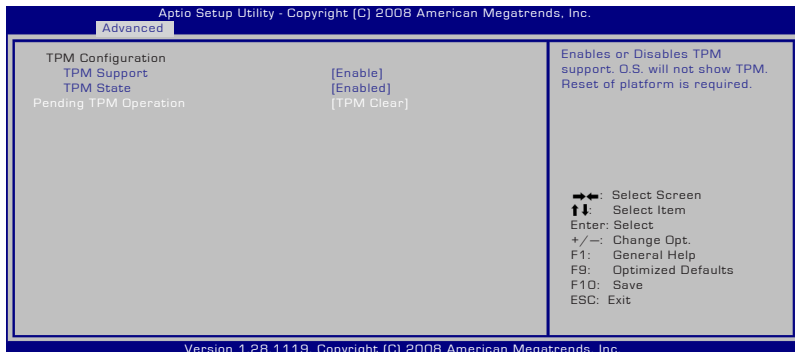 Aptio Setup Utility - Copyright (C) 2008 American Megatrends, Inc.
Advanced
TPM Configuration
TPM Support [Enable]
TPM State [Enabled]
Pending TPM Operation [TPM Clear]
Enables or Disables TPM
support. O.S. will not show TPM.
Reset of platform is required.
→←: Select Screen
↑↓: Select Item
Enter: Select
+/—: Change Opt.
F1: General Help
F9: Optimized Defaults
F10: Save
ESC: Exit
Version 1.28.1119. Copyright (C) 2008 American Megatrends, Inc.